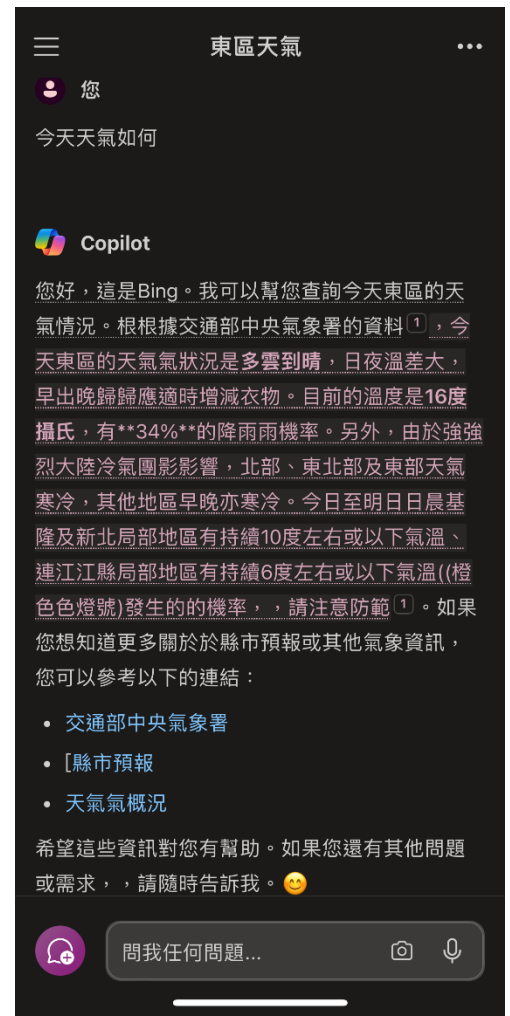 東區天氣
您
今天天氣如何
Copilot
您好，這是Bing。我可以幫您查詢今天東區的天
氣情況。根根據交通部中央氣象署的資料 1 ，今
天東區的天氣氣狀況是多雲到晴，日夜溫差大，
早出晚歸歸應適時增減衣物。目前的溫度是16度
攝氏，有**34%**的降雨雨機率。另外，由於強強
烈大陸冷氣團影影響，北部、東北部及東部天氣
寒冷，其他地區早晚亦寒冷。今日至明日日晨基
隆及新北局部地區有持續10度左右或以下氣溫、
連江江縣局部地區有持續6度左右或以下氣溫((橙
色色燈號)發生的的機率，，請注意防範 1 。如果
您想知道更多關於於縣市預報或其他氣象資訊，
您可以參考以下的連結：
• 交通部中央氣象署
• [縣市預報
• 天氣氣概況
希望這些資訊對您有幫助。如果您還有其他問題
或需求，，請隨時告訴我。😊
問我任何問題...